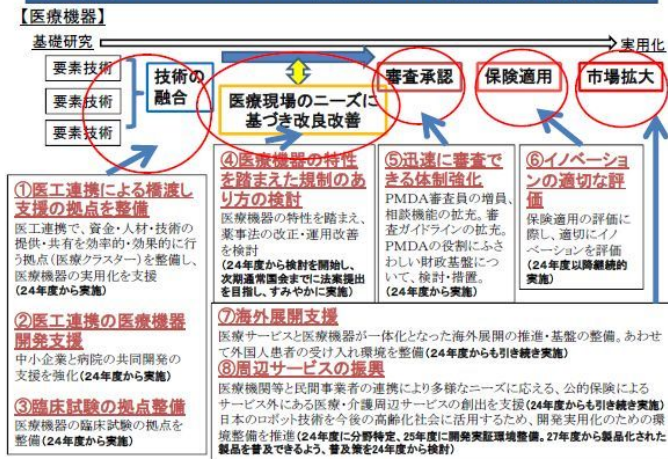 【医療機器】
基礎研究
実用化
要素技術
要素技術
要素技術
技術の
融合
医療現場のニーズに
基づき改良改善
審査承認
保険適用
市場拡大
①医工連携による橋渡し
支援の拠点を整備
医工連携で、資金・人材・技術の
提供・共有を効率的・効果的に行
う拠点(医療クラスター)を整備し、
医療機器の実用化を支援
(24年度から実施)
②医工連携の医療機器
開発支援
中小企業と病院の共同開発の
支援を強化(24年度から実施)
③臨床試験の拠点整備
医療機器の臨床試験の拠点を
整備(24年度から実施)
④医療機器の特性
を踏まえた規制のあ
り方の検討
医療機器の特性を踏まえ、
薬事法の改正・運用改善
を検討
(24年度から検討を開始し、
次期通常国会までに法案提出
を目指し、すみやかに実施)
⑤迅速に審査で
きる体制強化
PMDA審査員の増員、
相談機能の拡充。審
査ガイドラインの拡充。
PMDAの役割にふさ
わしい財政基盤につ
いて、検討・措置。
(24年度から実施)
⑥イノベーショ
ンの適切な評
価
保険適用の評価に
際し、適切にイノ
ベーションを評価
(24年度以降継続的
実施)
⑦海外展開支援
医療サービスと医療機器が一体化となった海外展開の推進・基盤の整備。あわせ
て外国人患者の受け入れ環境を整備(24年度からも引き続き実施)
⑧周辺サービスの振興
医療機関等と民間事業者の連携により多様なニーズに応える、公的保険による
サービス外にある医療・介護周辺サービスの創出を支援(24年度からも引き続き実施)
日本のロボット技術を今後の高齢化社会に活用するため、開発実用化のための環
境整備を推進(24年度に分野特定、25年度に開発実証環境整備。27年度から製品化された
製品を普及できるよう、普及策を24年度から検討)